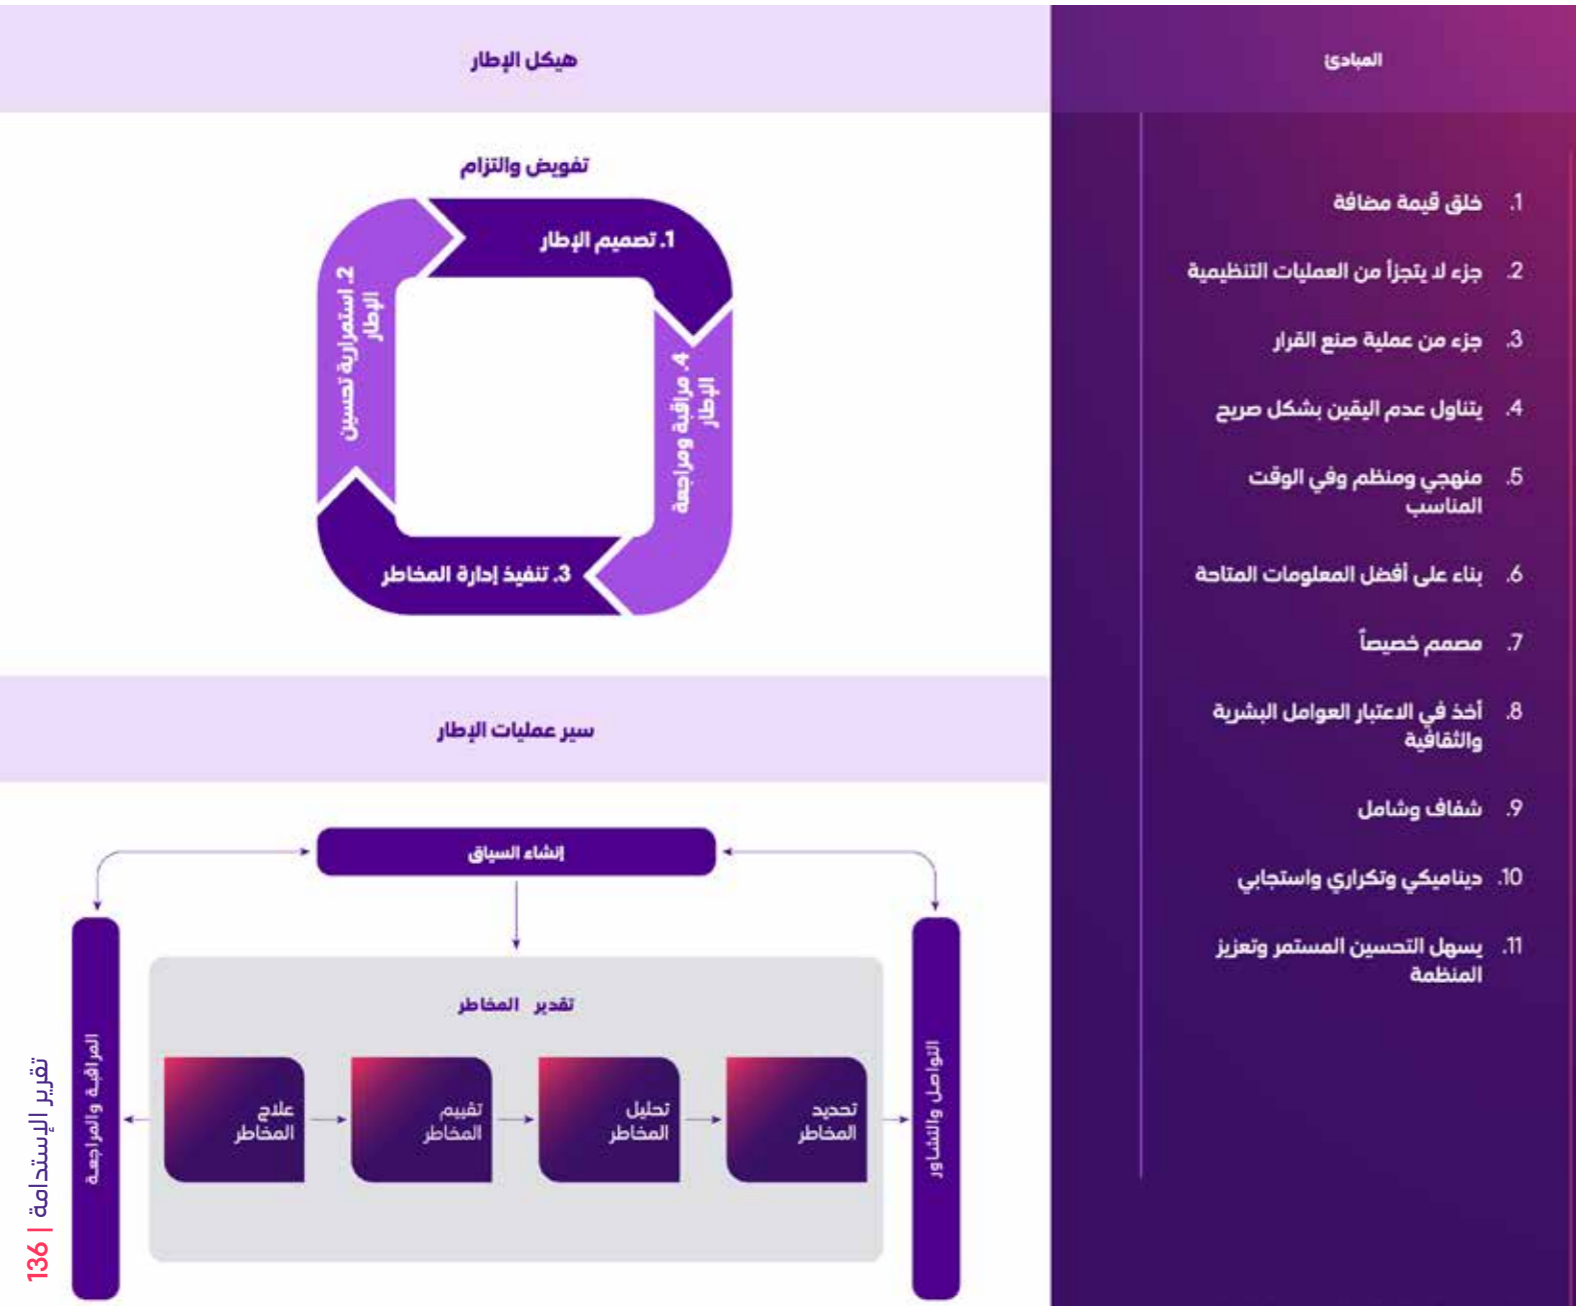 المبادئ
1. خلق قيمة مضافة
2. جزء لا يتجزأ من العمليات التنظيمية
3. جزء من عملية صنع القرار
4. يتناول عدم اليقين بشكل صريح
5. منهجي ومنظم وفي الوقت
المناسب
6. بناء على أفضل المعلومات المتاحة
7. مصمم خصيصاً
8. أخذ في الاعتبار العوامل البشرية
والثقافية
9. شفاف وشامل
10. ديناميكي وتكراري واستجابي
11. يسهل التحسين المستمر وتعزيز
المنظمة
هيكل الإطار
تفويض والتزام
1. تصميم الإطار
2. استمرارية تحسين
الإطار
4. مراقبة ومراجعة
الإطار
3. تنفيذ إدارة المخاطر
سير عمليات الإطار
إنشاء السياق
التواصل والتشاور
تقدير المخاطر
تحديد
المخاطر
تحليل
المخاطر
تقييم
المخاطر
علاج
المخاطر
المراقبة والمراجعة
تقرير الإستدامة | 136